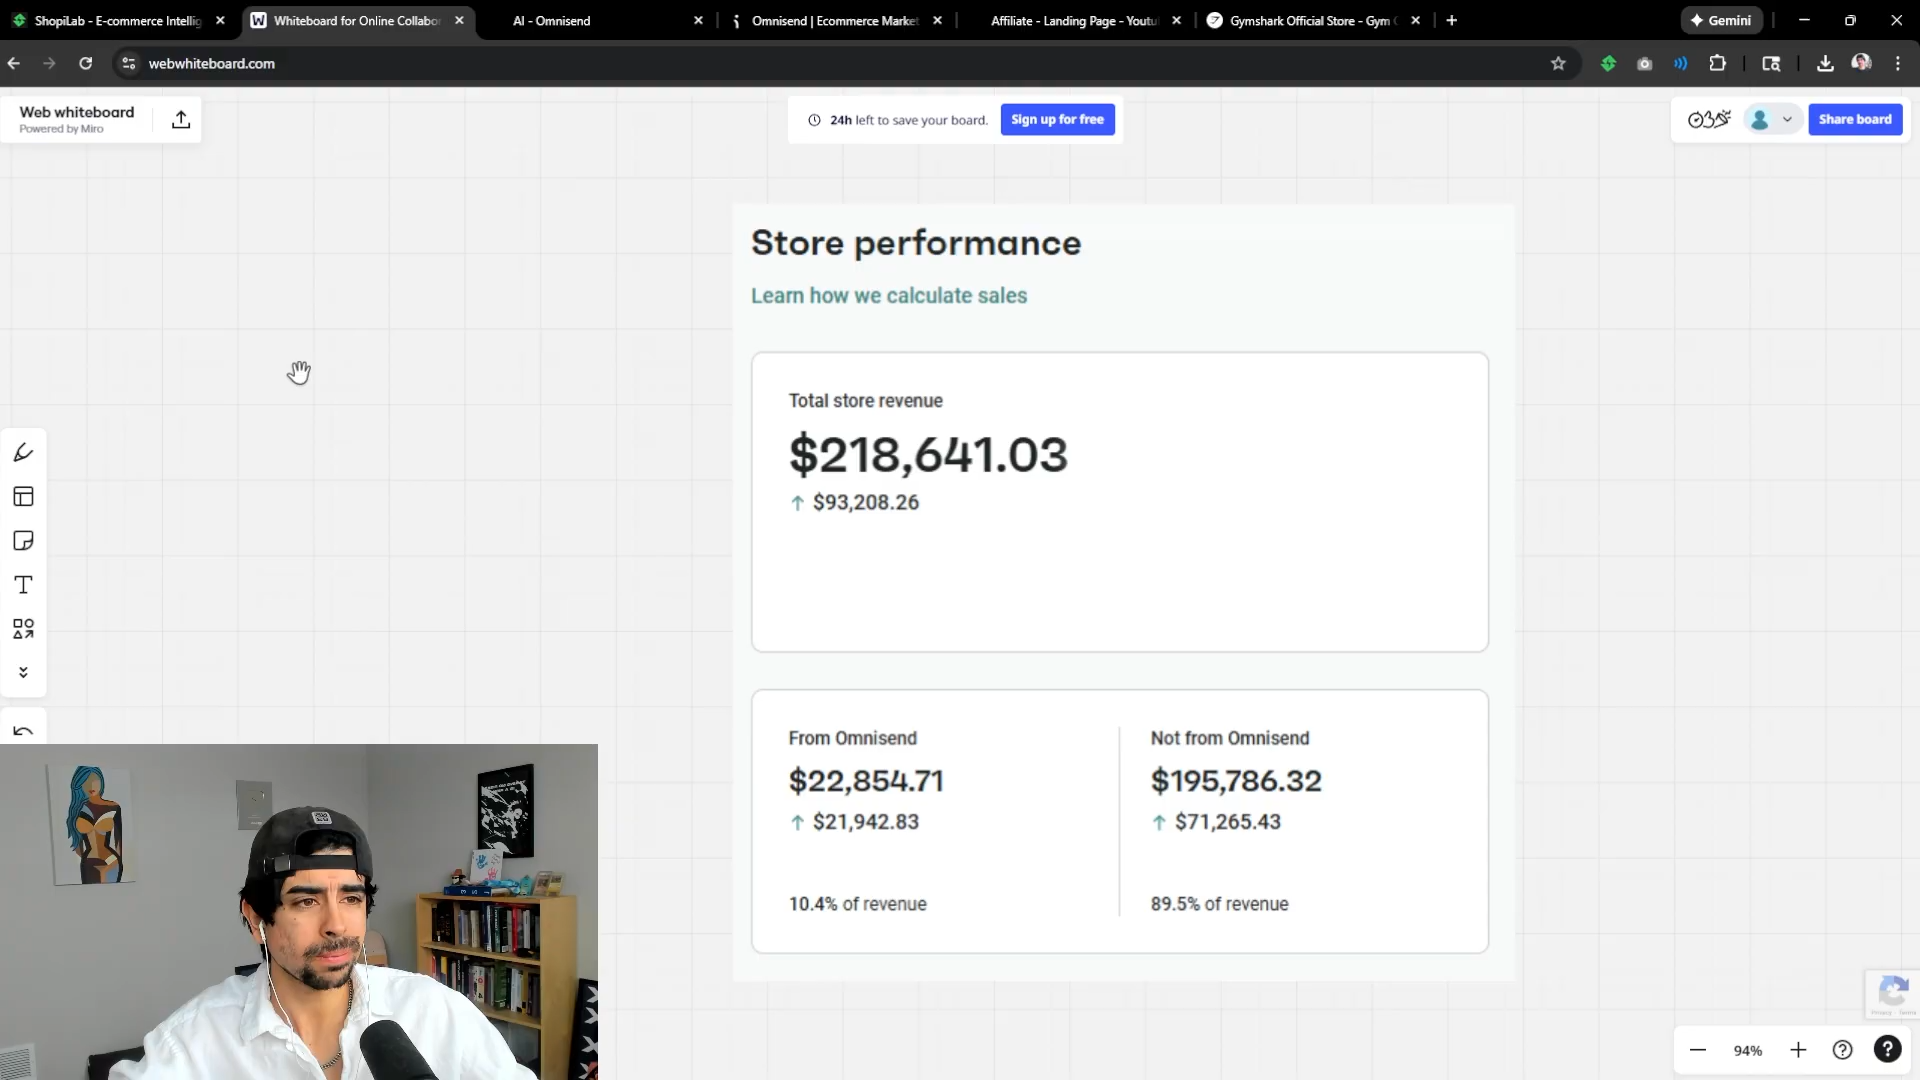 ShopiLab - E-commerce Intellig
Whiteboard for Online Collabor
AI - Omnisend
Omnisend | Ecommerce Market
Affiliate - Landing Page - Youtu
Gymshark Official Store - Gym C
Gemini
webwhiteboard.com
Web whiteboard
Powered by Miro
24h left to save your board.
Sign up for free
Share board
Store performance
Learn how we calculate sales
Total store revenue
$218,641.03
↑ $93,208.26
From Omnisend
$22,854.71
↑ $21,942.83
10.4% of revenue
Not from Omnisend
$195,786.32
↑ $71,265.43
89.5% of revenue
Privacy - Terms
94%